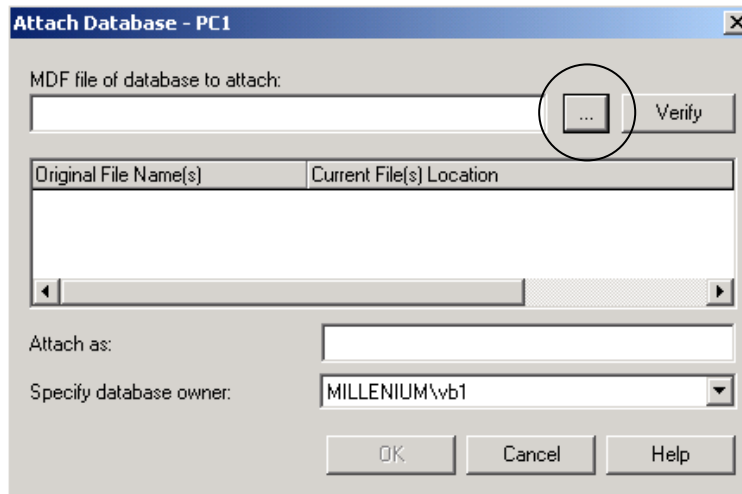 Attach Database - PC1
MDF file of database to attach:
... Verify
Original File Name(s) Current File(s) Location
Attach as:
Specify database owner: MILLENIUM\vb1
OK Cancel Help